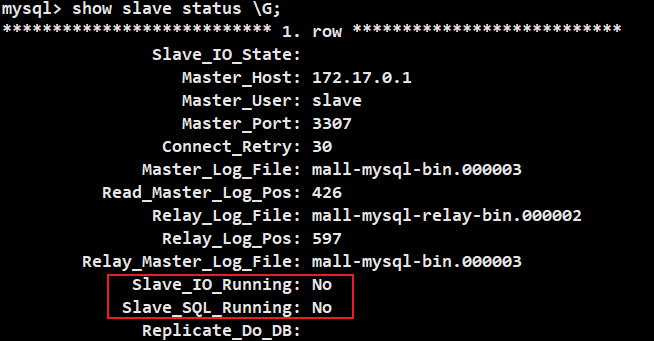 mysql> show slave status \G;
*************************** 1. row ***************************
Slave_IO_State:
Master_Host: 172.17.0.1
Master_User: slave
Master_Port: 3307
Connect_Retry: 30
Master_Log_File: mall-mysql-bin.000003
Read_Master_Log_Pos: 426
Relay_Log_File: mall-mysql-relay-bin.000002
Relay_Log_Pos: 597
Relay_Master_Log_File: mall-mysql-bin.000003
Slave_IO_Running: No
Slave_SQL_Running: No
Replicate_Do_DB: